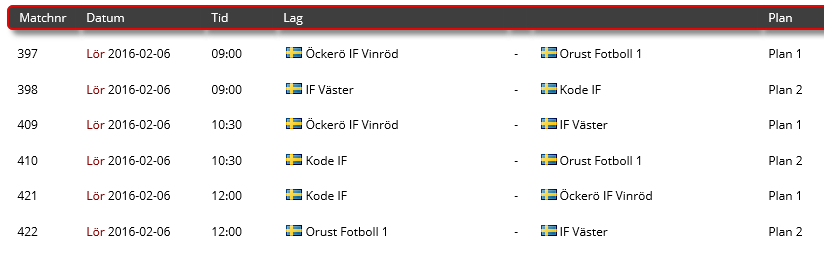 Matchnr Datum Tid Lag Plan
397 Lör 2016-02-06 09:00 Öckerö IF Vinröd - Orust Fotboll 1 Plan 1
398 Lör 2016-02-06 09:00 IF Väster - Kode IF Plan 2
409 Lör 2016-02-06 10:30 Öckerö IF Vinröd - IF Väster Plan 1
410 Lör 2016-02-06 10:30 Kode IF - Orust Fotboll 1 Plan 2
421 Lör 2016-02-06 12:00 Kode IF - Öckerö IF Vinröd Plan 1
422 Lör 2016-02-06 12:00 Orust Fotboll 1 - IF Väster Plan 2